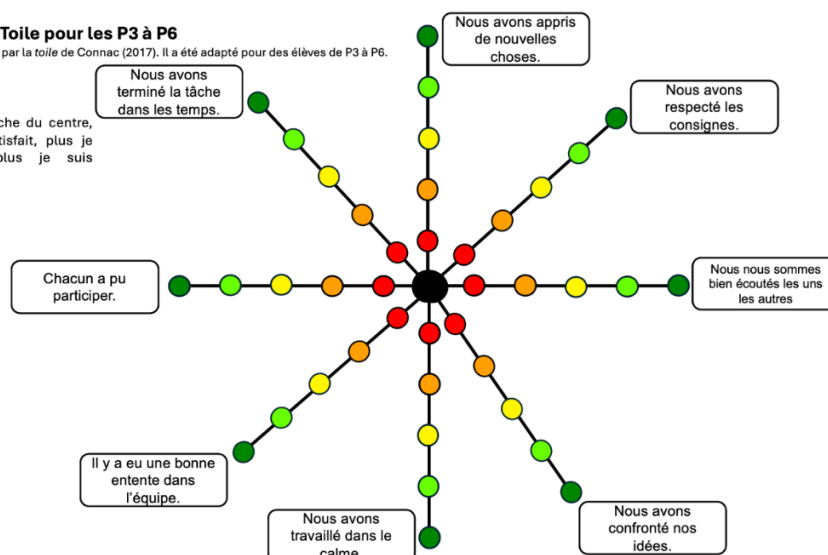 Toile pour les P3 à P6
par la toile de Connac (2017). Il a été adapté pour des élèves de P3 à P6.
Nous avons appris
de nouvelles
choses.
Nous avons
terminé la tâche
dans les temps.
Nous avons
respecté les
consignes.
che du centre,
tisfait, plus je
plus je suis
Chacun a pu
participer.
Nous nous sommes
bien écoutés les uns
les autres
Il y a eu une bonne
entente dans
l'équipe.
Nous avons
travaillé dans le
calme
Nous avons
confronté nos
idées.